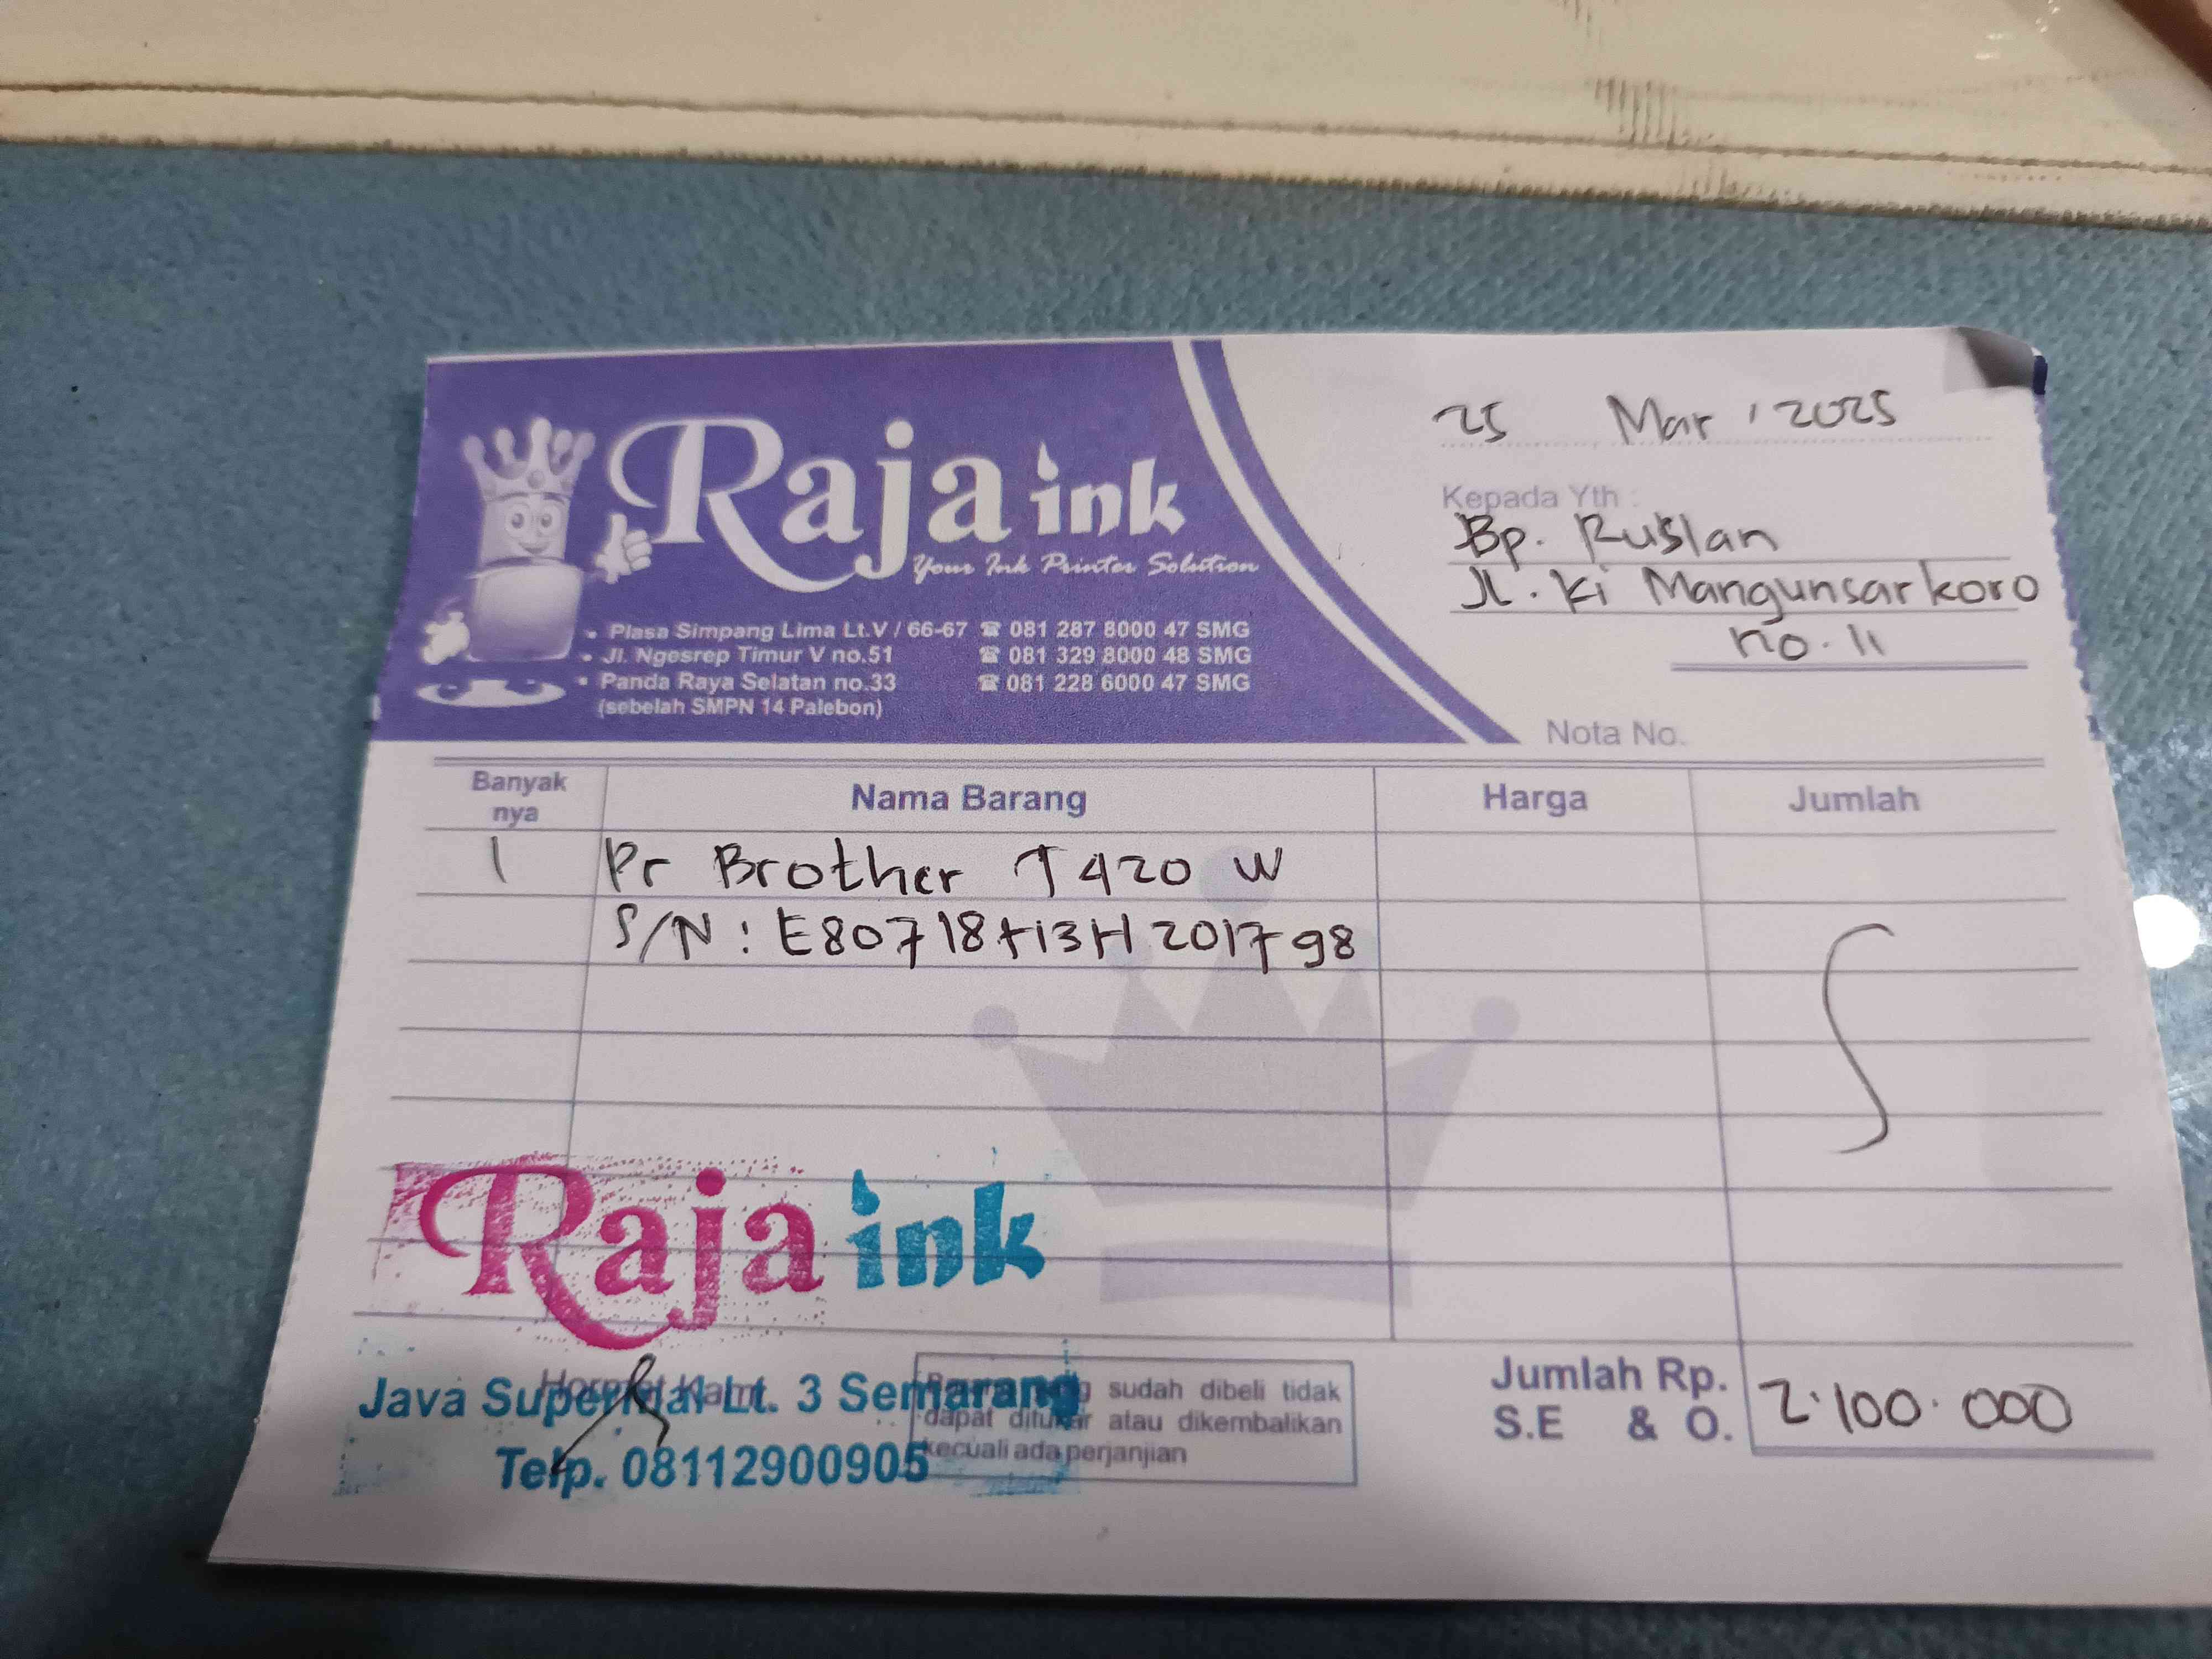 Raja ink
Your Ink Printer Solution
• Plasa Simpang Lima Lt.V / 66-67 ☎ 081 287 8000 47 SMG
• Jl. Ngesrep Timur V no.51 ☎ 081 329 8000 48 SMG
• Panda Raya Selatan no.33 ☎ 081 228 6000 47 SMG
(sebelah SMPN 14 Palebon)
25 Mar, 2025
Kepada Yth :
Bp. Ruslan
Jl. Ki Mangunsarkoro
no. 11
Nota No.
Banyak nya Nama Barang Harga Jumlah
1 Pr Brother T420 W
S/N : E80718+13H201798
Raja ink
Java Supermal Lt. 3 Semarang
Telp. 08112900905
Hormat Kami
sudah dibeli tidak
dapat ditukar atau dikembalikan
kecuali ada perjanjian
Jumlah Rp.
S.E & O.
2.100.000